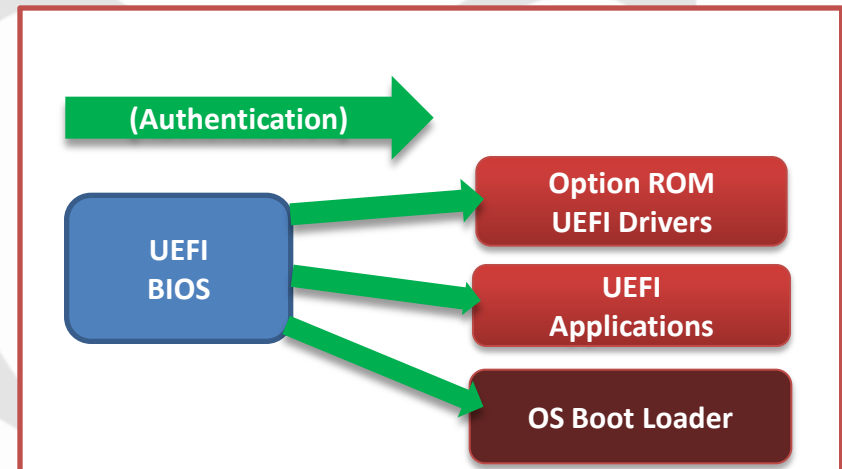 (Authentication)
UEFI
BIOS
Option ROM
UEFI Drivers
UEFI
Applications
OS Boot Loader